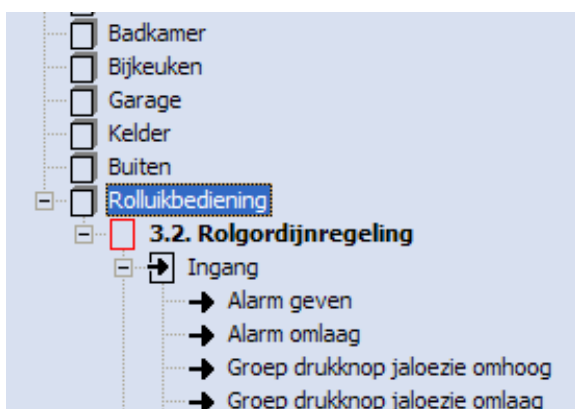 Badkamer
Bijkeuken
Garage
Kelder
Buiten
Rolluikbediening
3.2. Rolgordijnregeling
Ingang
Alarm geven
Alarm omlaag
Groep drukknop jaloezie omhoog
Groep drukknop jaloezie omlaag